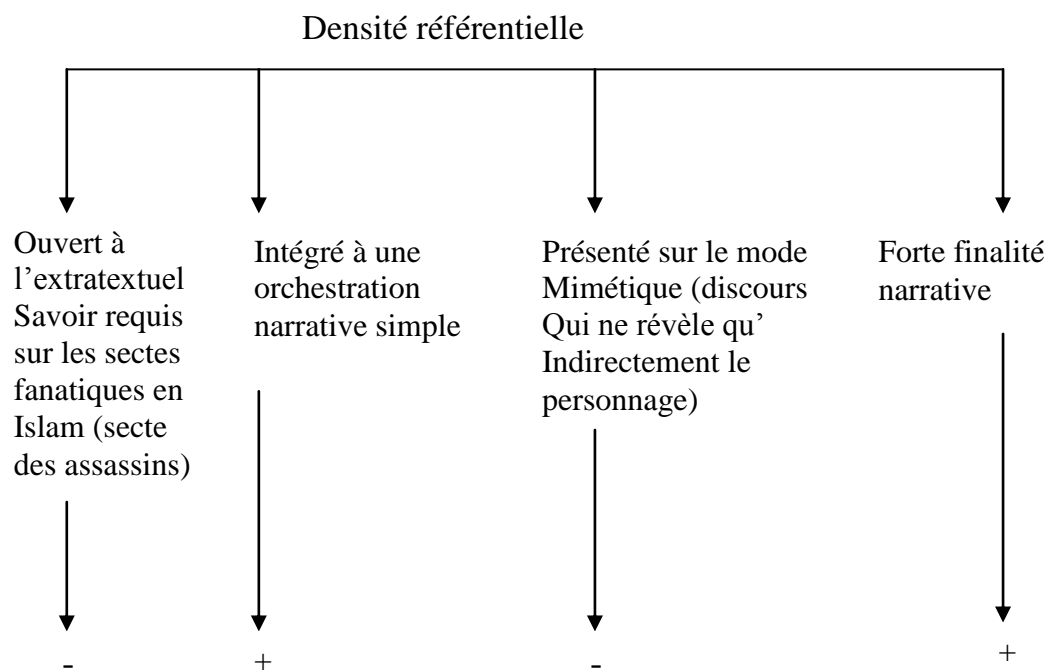 Densité référentielle
Ouvert à
l’extratextuel
Savoir requis
sur les sectes
fanatiques en
Islam (secte
des assassins)
Intégré à une
orchestration
narrative simple
Présenté sur le mode
Mimétique (discours
Qui ne révèle qu’
Indirectement le
personnage)
Forte finalité
narrative
-
+
-
+